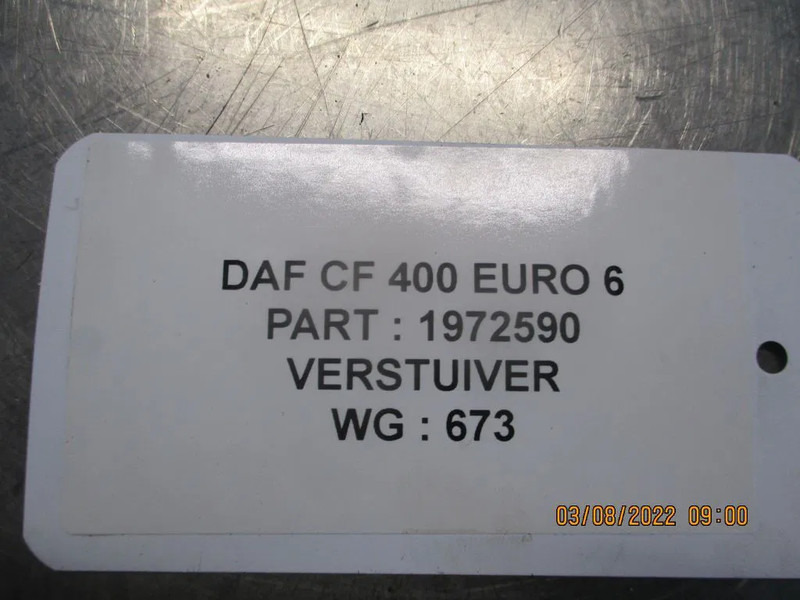 DAF CF 400 EURO 6
PART : 1972590
VERSTUIVER
WG : 673
03/08/2022 09:00